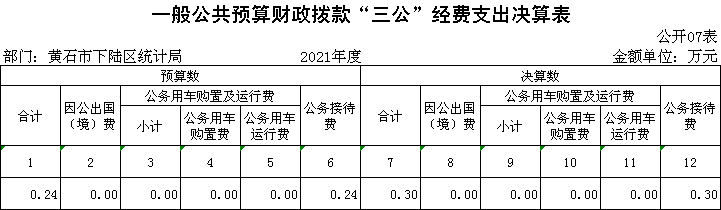 一般公共预算财政拨款“三公”经费支出决算表
公开07表
部门：黄石市下陆区统计局 2021年度 金额单位：万元
预算数 决算数
合计 因公出国（境）费 公务用车购置及运行费 公务接待费 合计 因公出国（境）费 公务用车购置及运行费 公务接待费
小计 公务用车购置费 公务用车运行费 小计 公务用车购置费 公务用车运行费
1 2 3 4 5 6 7 8 9 10 11 12
0.24 0.00 0.00 0.00 0.00 0.24 0.30 0.00 0.00 0.00 0.00 0.30